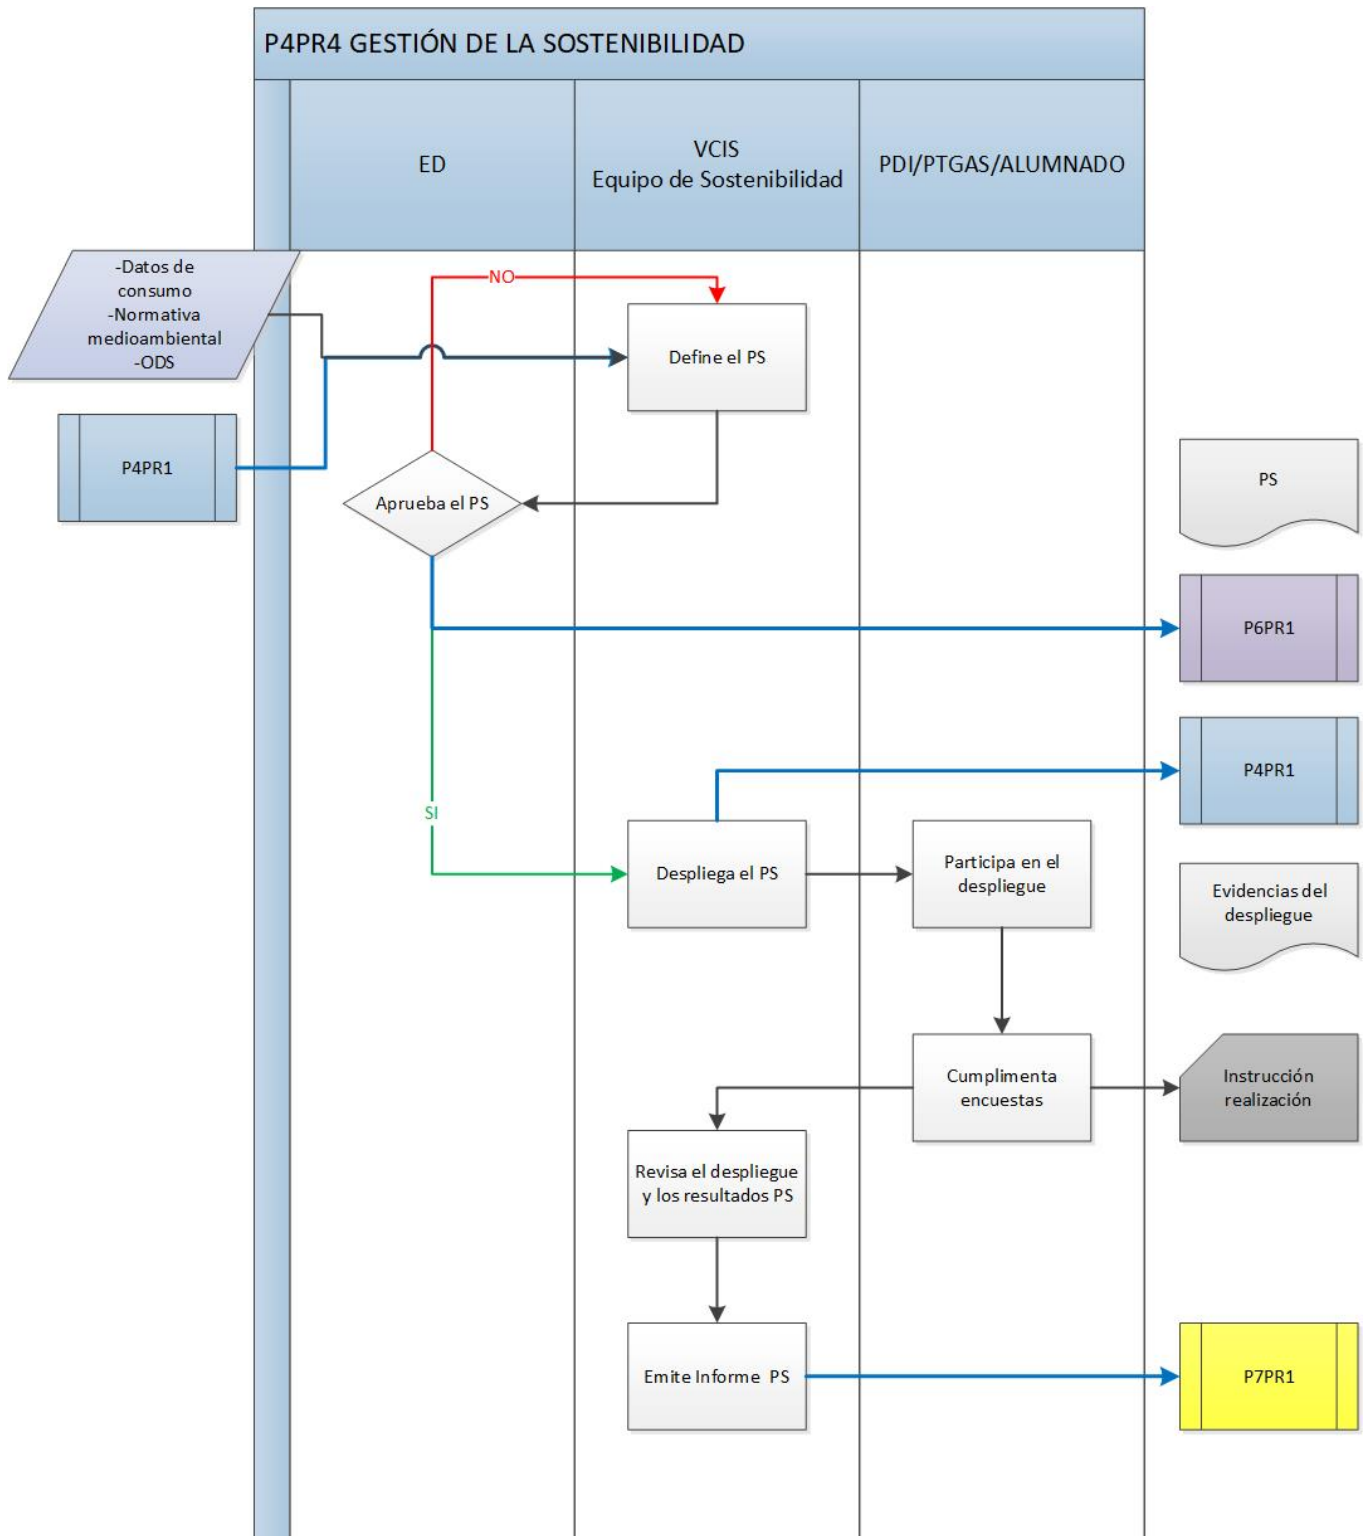 P4PR4 GESTIÓN DE LA SOSTENIBILIDAD
ED
VCIS
Equipo de Sostenibilidad
PDI/PTGAS/ALUMNADO
-Datos de
consumo
-Normativa
medioambiental
-ODS
NO
Define el PS
P4PR1
Aprueba el PS
PS
P6PR1
P4PR1
SI
Despliega el PS
Participa en el
despliegue
Evidencias del
despliegue
Cumplimenta
encuestas
Instrucción
realización
Revisa el despliegue
y los resultados PS
Emite Informe PS
P7PR1